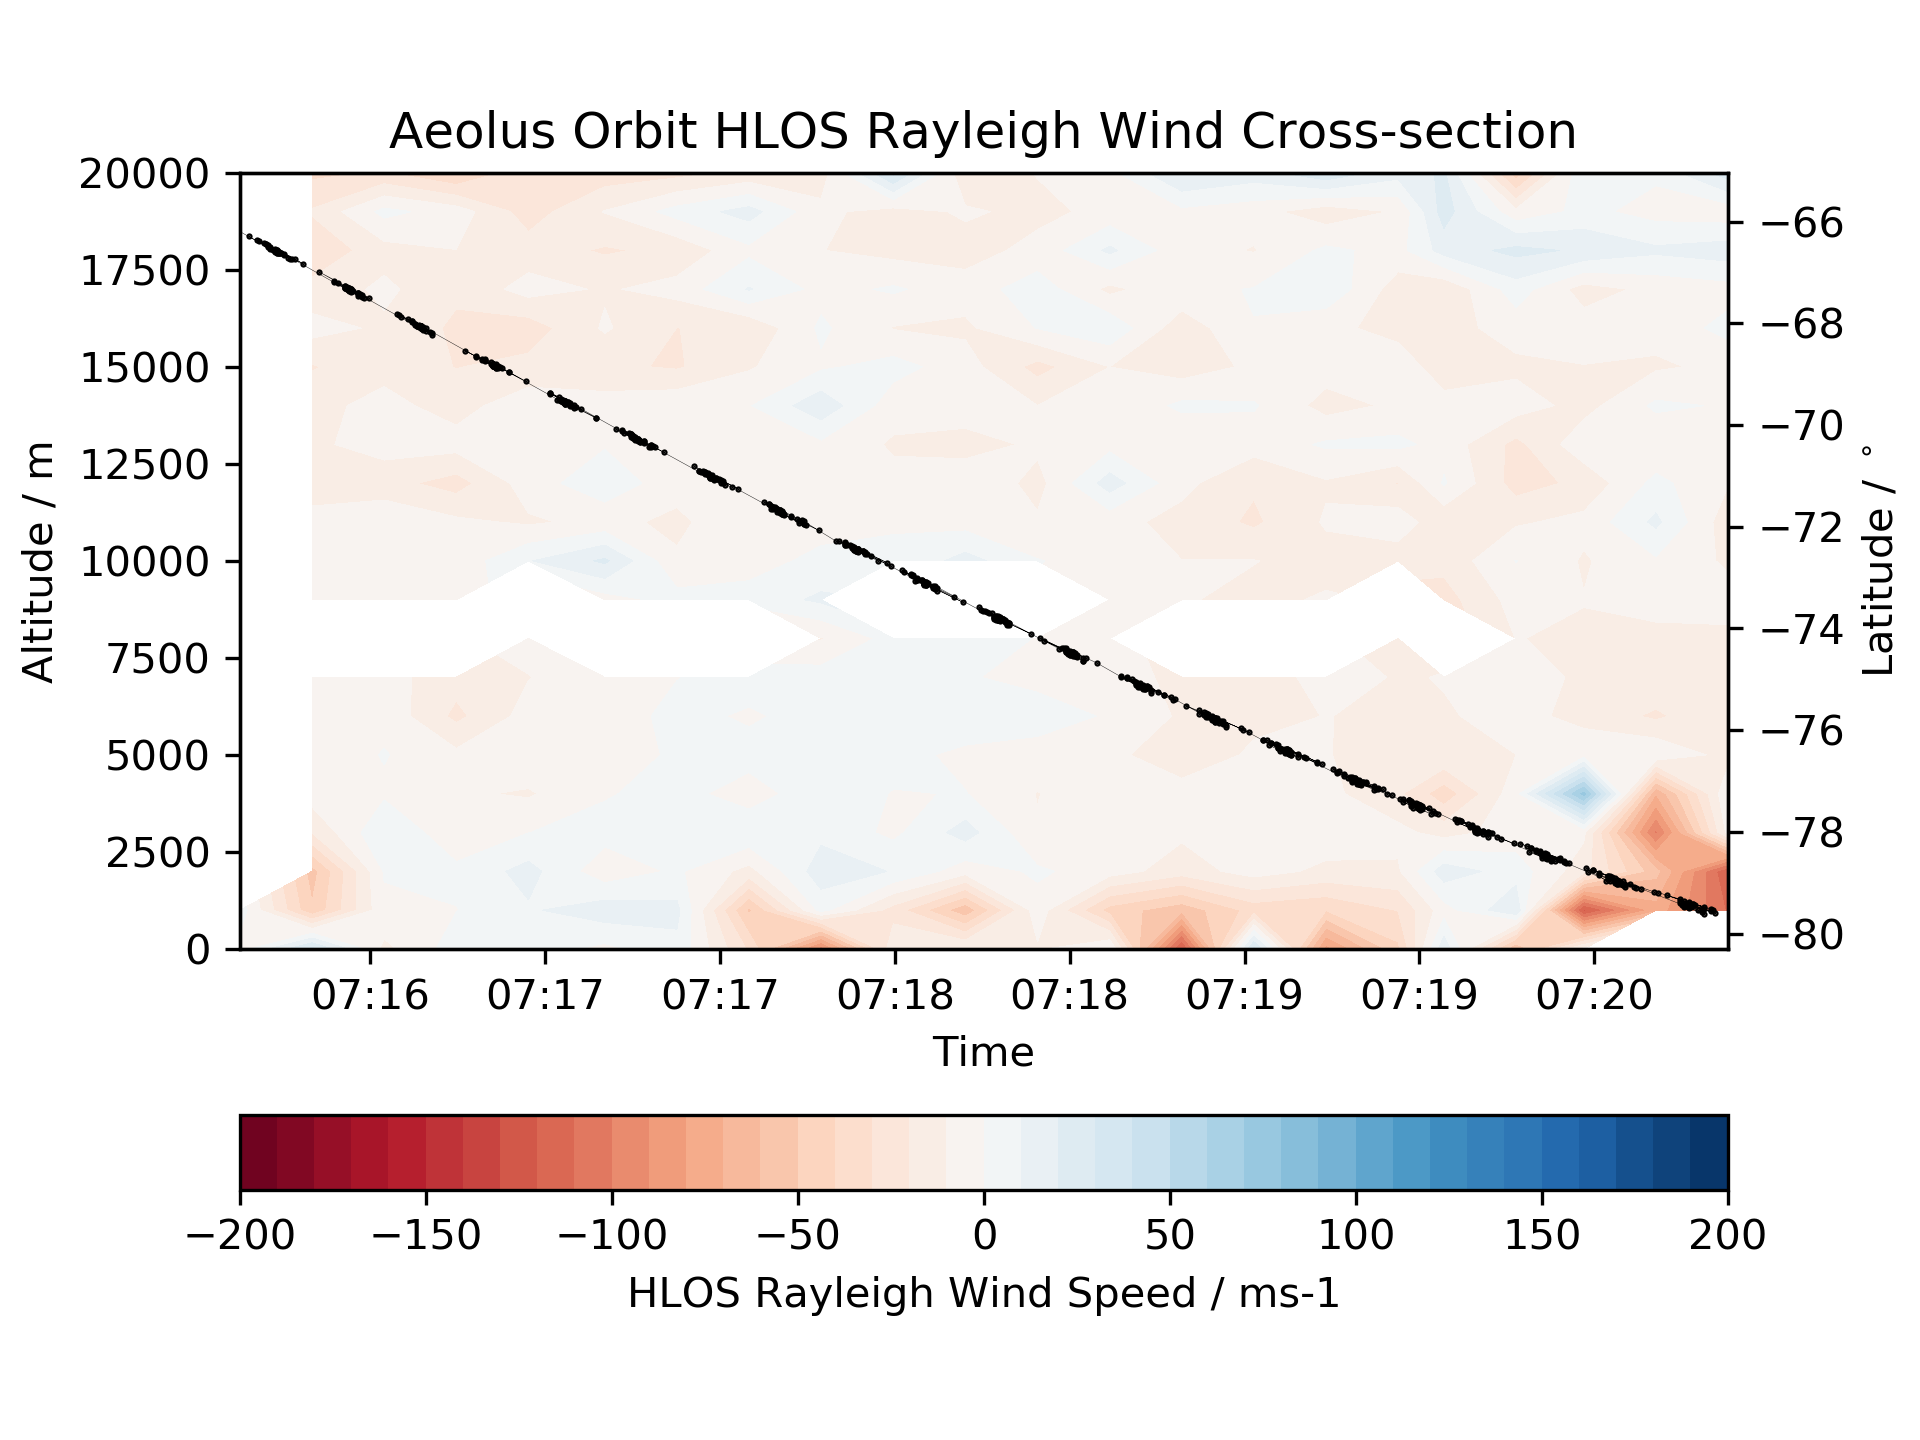 Aeolus Orbit HLOS Rayleigh Wind Cross-section
20000
17500
15000
12500
10000
7500
5000
2500
0
Altitude / m
−66
−68
−70
−72
−74
−76
−78
−80
Latitude / °
07:16 07:17 07:17 07:18 07:18 07:19 07:19 07:20
Time
−200 −150 −100 −50 0 50 100 150 200
HLOS Rayleigh Wind Speed / ms-1